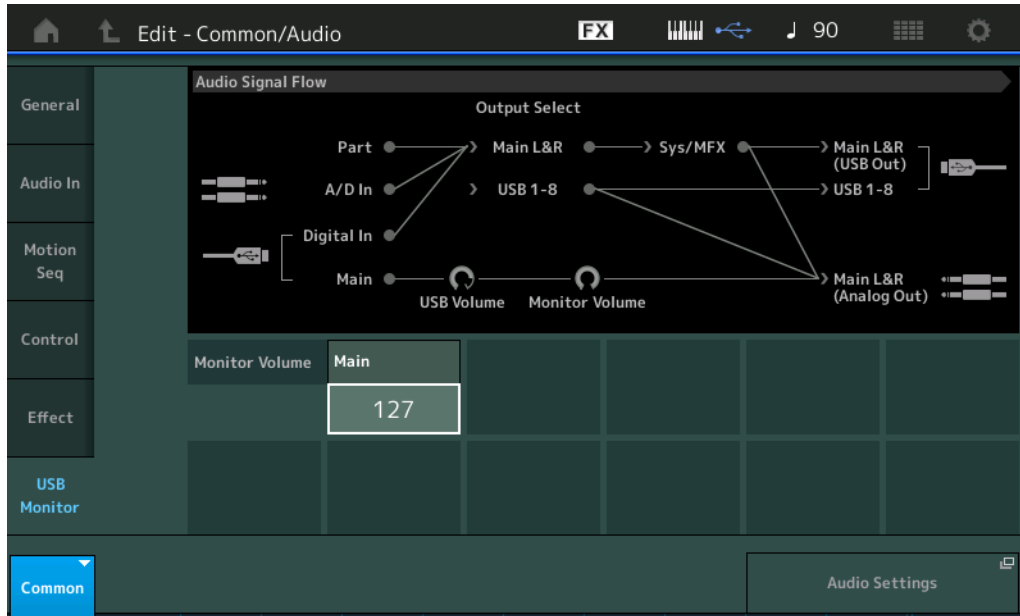 Edit - Common/Audio
FX
90
General
Audio In
Motion
Seq
Control
Effect
USB
Monitor
Common
Audio Signal Flow
Output Select
Part
Main L&R
Sys/MFX
Main L&R
(USB Out)
A/D In
USB 1-8
USB 1-8
Digital In
Main
USB Volume
Monitor Volume
Main L&R
(Analog Out)
Monitor Volume
Main
127
Audio Settings